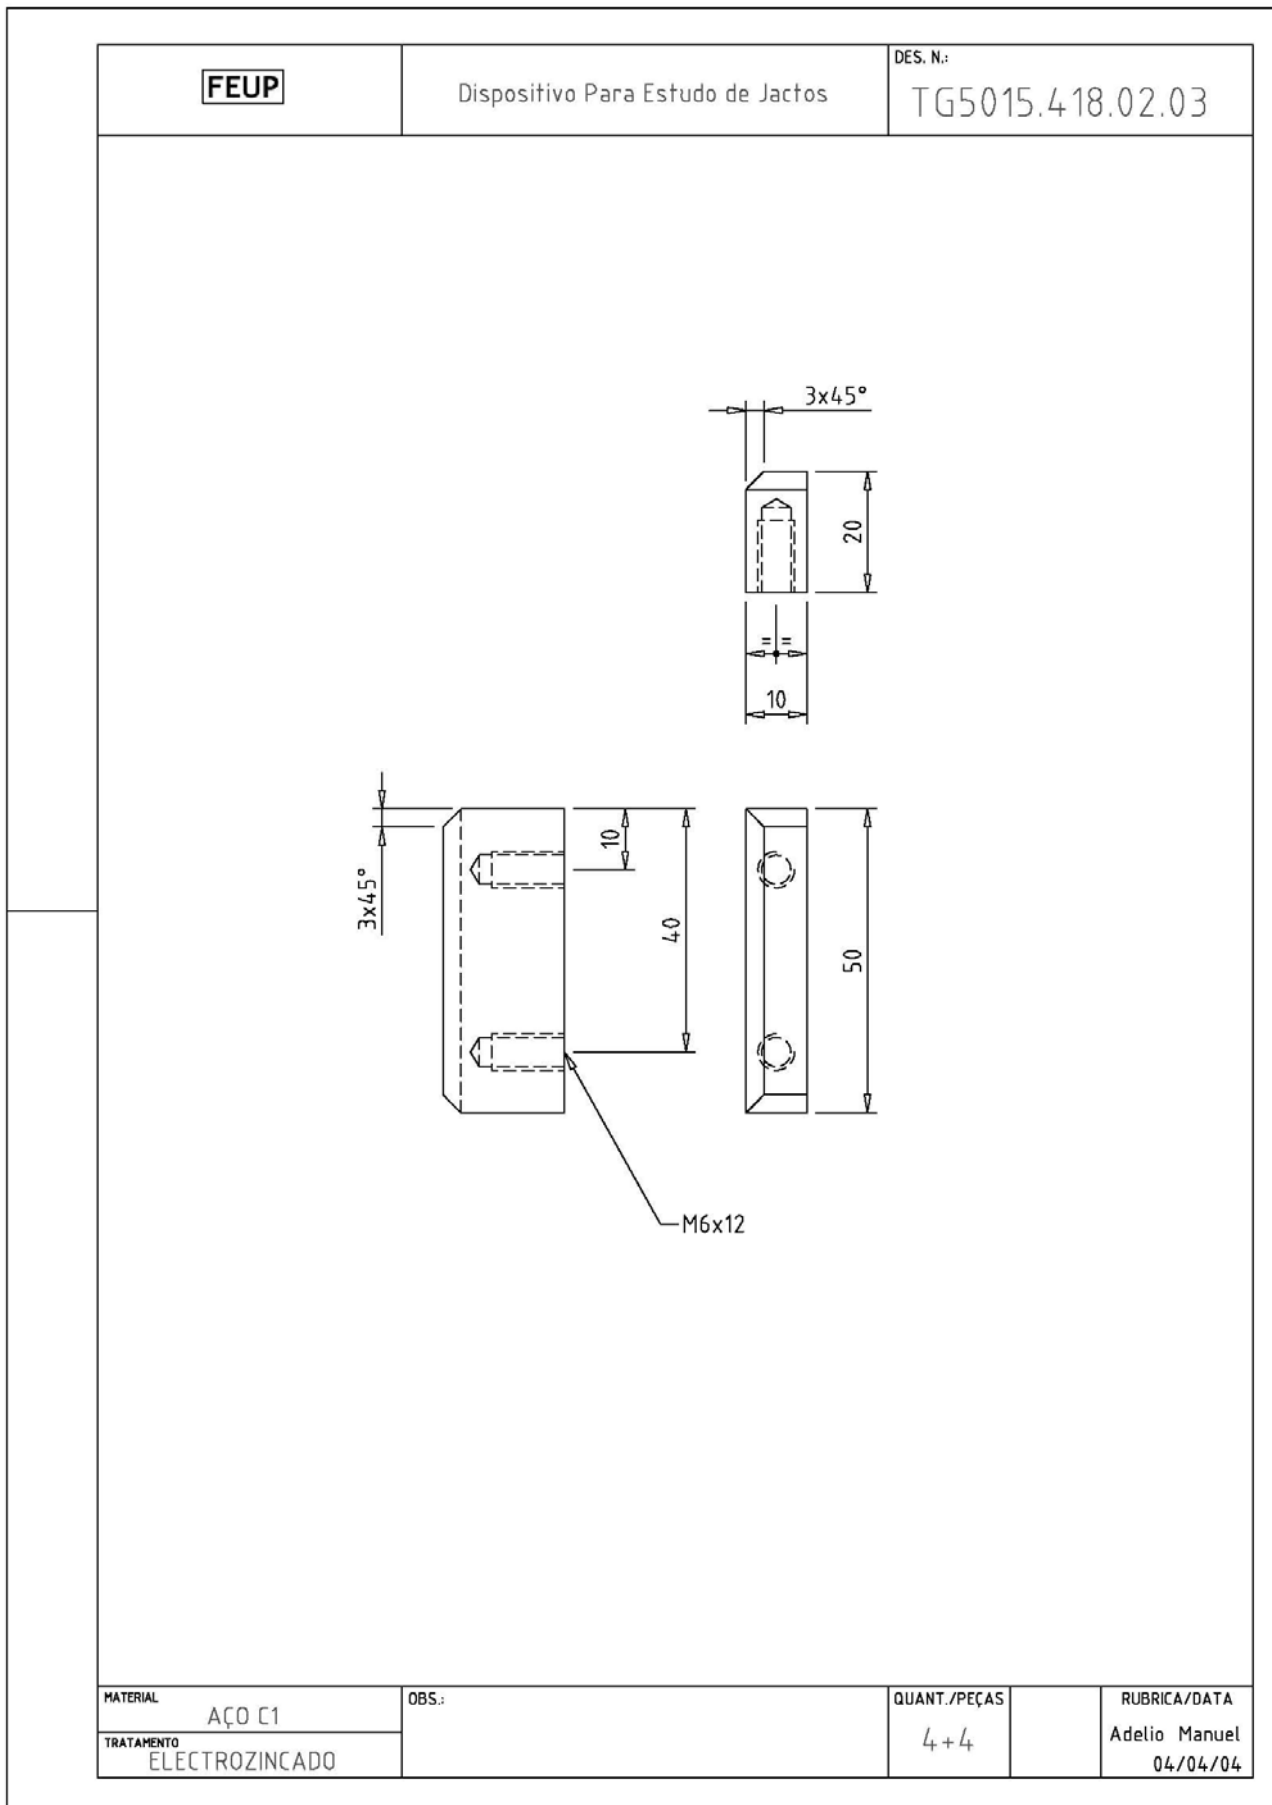 FEUP
Dispositivo Para Estudo de Jactos
DES. N.:
TG5015.418.02.03
3x45°
20
= =
10
3x45°
10
40
50
M6x12
MATERIAL
AÇO C1
TRATAMENTO
ELECTROZINCADO
OBS.:
QUANT./PEÇAS
4+4
RUBRICA/DATA
Adelio Manuel
04/04/04